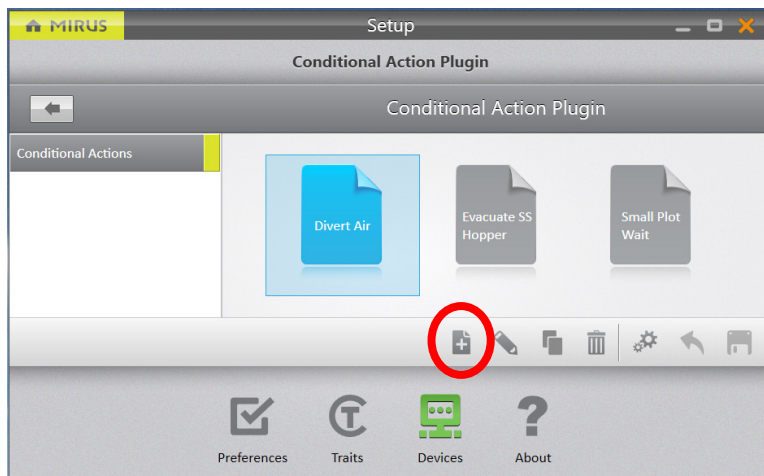 MIRUS
Setup
Conditional Action Plugin
Conditional Action Plugin
Conditional Actions
Divert Air
Evacuate SS
Hopper
Small Plot
Wait
Preferences
Traits
Devices
About